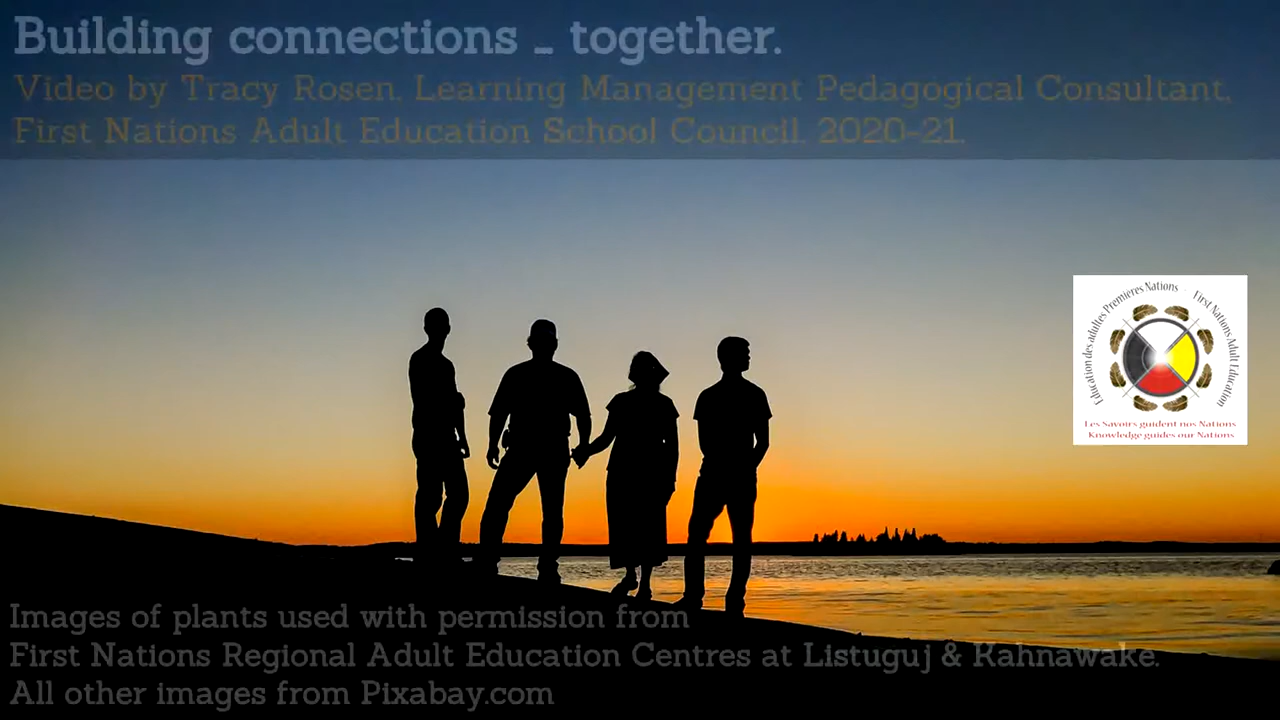 Building connections … together.
Video by Tracy Rosen. Learning Management Pedagogical Consultant.
First Nations Adult Education School Council. 2020-21.
Éducation des adultes Premières Nations
First Nations Adult Education
Les Savoirs guident nos Nations
Knowledge guides our Nations
Images of plants used with permission from
First Nations Regional Adult Education Centres at Listuguj & Kahnawake.
All other images from Pixabay.com